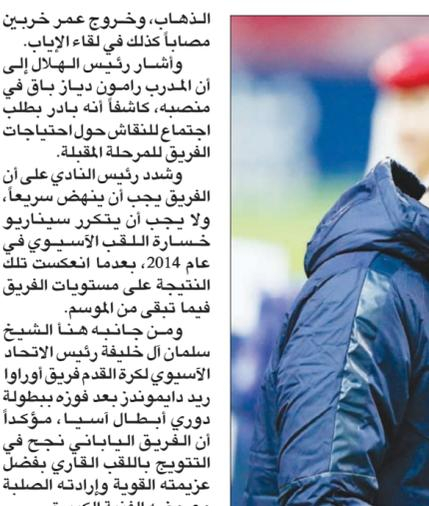 الذهاب، وخروج عمر خربين
مصاباً كذلك في لقاء الإياب.
وأشار رئيس الهلال إلى
أن المدرب رامون دياز باق في
منصبه، كاشفاً أنه بادر بطلب
اجتماع للنقاش حول احتياجات
الفريق للمرحلة المقبلة.
وشدد رئيس النادي على أن
الفريق يجب أن ينهض سريعاً،
ولا يجب أن يتكرر سيناريو
خسارة اللقب الآسيوي في
عام 2014، بعدما انعكست تلك
النتيجة على مستويات الفريق
فيما تبقى من الموسم.
ومن جانبه هنأ الشيخ
سلمان آل خليفة رئيس الاتحاد
الآسيوي لكرة القدم فريق أوراوا
ريد دايموندز بعد فوزه ببطولة
دوري أبطال آسيا، مؤكداً
أن الفريق الياباني نجح في
التتويج باللقب القاري بفضل
عزيمته القوية وإرادته الصلبة